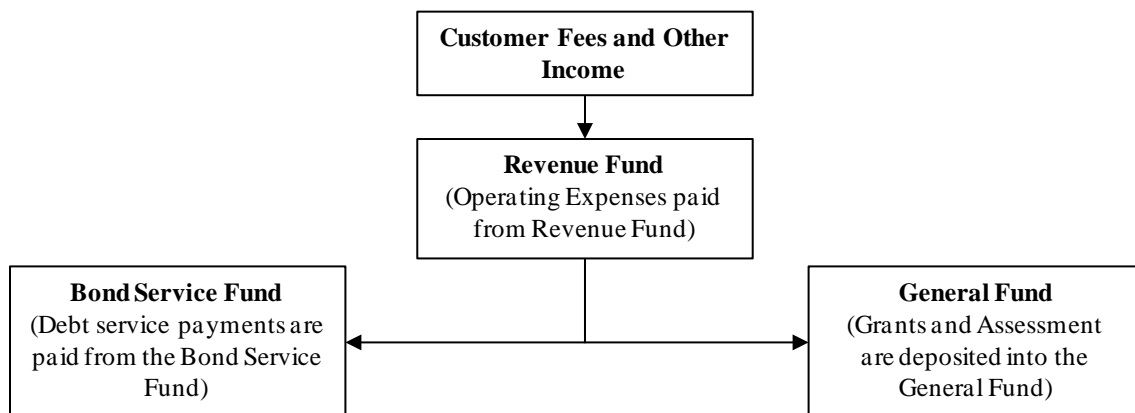 Customer Fees and Other
Income
Revenue Fund
(Operating Expenses paid
from Revenue Fund)
Bond Service Fund
(Debt service payments are
paid from the Bond Service
Fund)
General Fund
(Grants and Assessment
are deposited into the
General Fund)